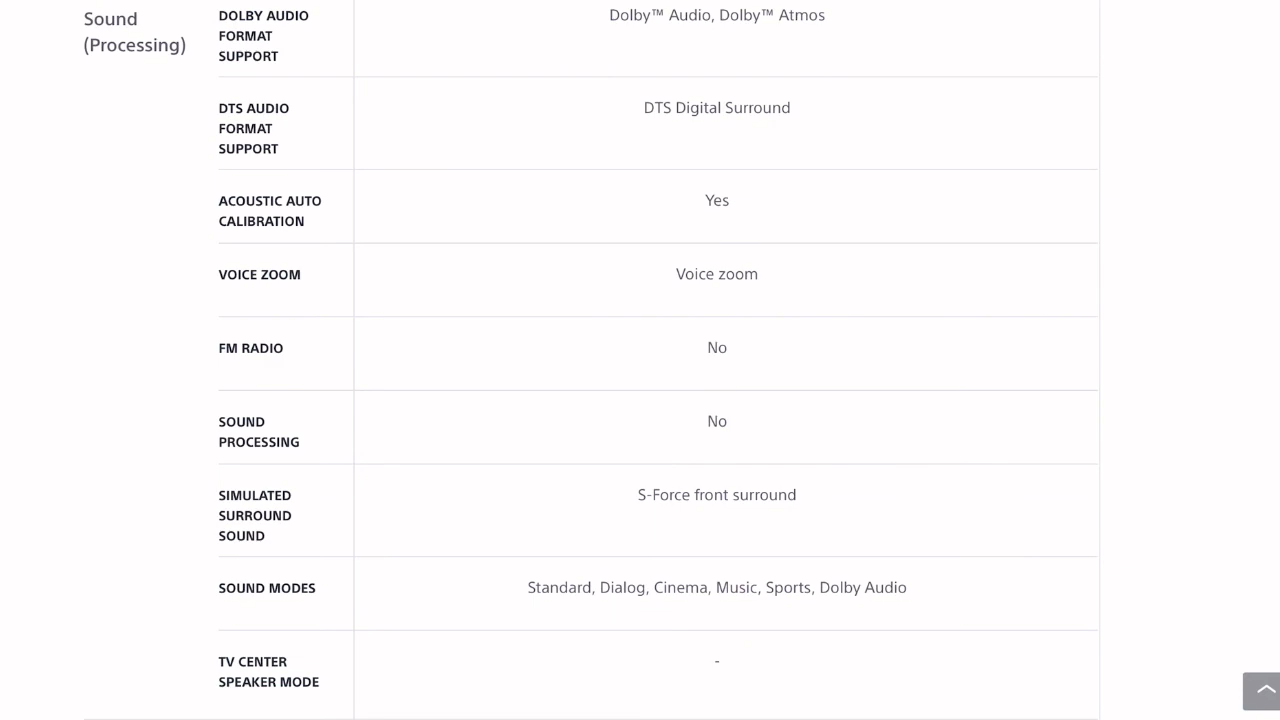 Sound
(Processing)
DOLBY AUDIO
FORMAT
SUPPORT
Dolby™ Audio, Dolby™ Atmos
DTS AUDIO
FORMAT
SUPPORT
DTS Digital Surround
ACOUSTIC AUTO
CALIBRATION
Yes
VOICE ZOOM
Voice zoom
FM RADIO
No
SOUND
PROCESSING
No
SIMULATED
SURROUND
SOUND
S-Force front surround
SOUND MODES
Standard, Dialog, Cinema, Music, Sports, Dolby Audio
TV CENTER
SPEAKER MODE
-